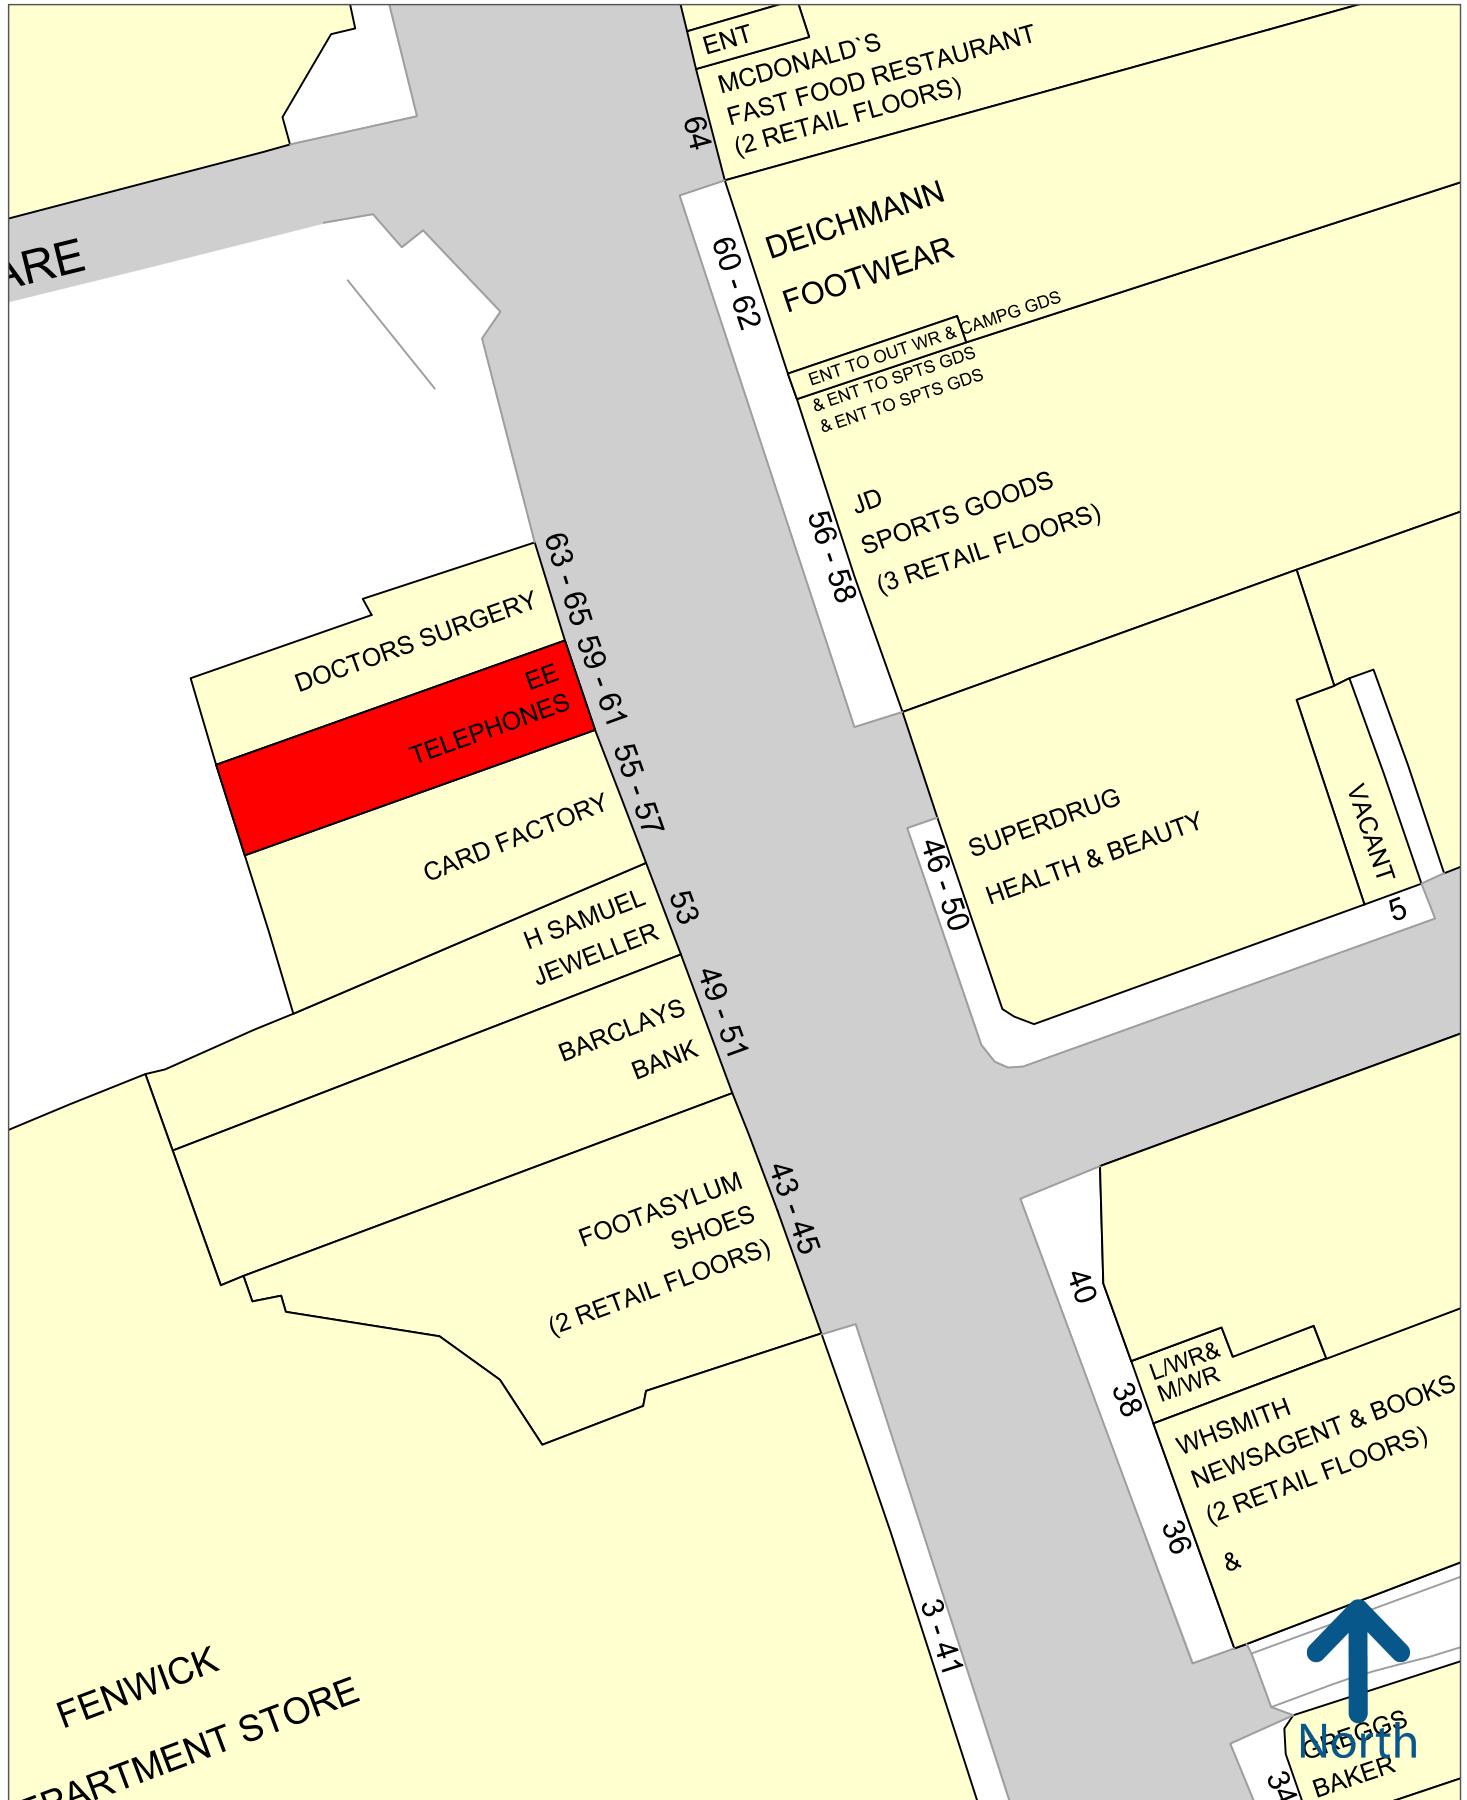 ENT
MCDONALD`S
FAST FOOD RESTAURANT
(2 RETAIL FLOORS)
64
ARE
DEICHMANN
FOOTWEAR
60 - 62
ENT TO OUT WR & CAMPG GDS
& ENT TO SPTS GDS
& ENT TO SPTS GDS
JD
SPORTS GOODS
(3 RETAIL FLOORS)
56 - 58
63 - 65
DOCTORS SURGERY
59 - 61
EE
TELEPHONES
55 - 57
CARD FACTORY
SUPERDRUG
HEALTH & BEAUTY
46 - 50
VACANT
5
53
H SAMUEL
JEWELLER
49 - 51
BARCLAYS
BANK
43 - 45
FOOTASYLUM
SHOES
(2 RETAIL FLOORS)
40
L/WR&
M/WR
38
WHSMITH
NEWSAGENT & BOOKS
(2 RETAIL FLOORS)
&
36
3 - 41
FENWICK
EPARTMENT STORE
GREGGS
BAKER
34
North